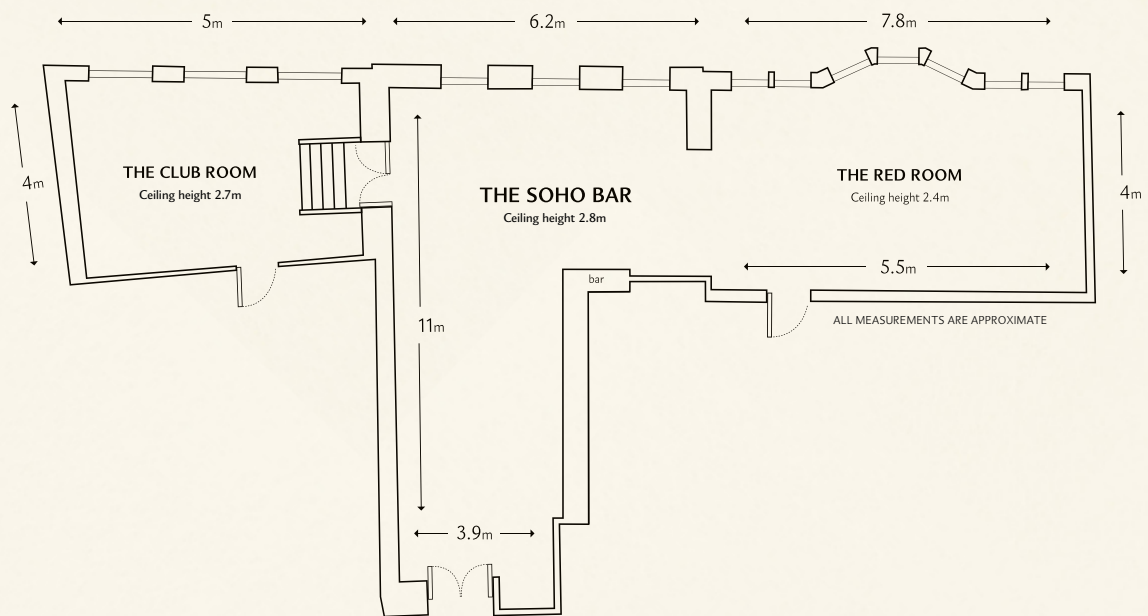 5m
6.2m
7.8m
THE CLUB ROOM
Ceiling height 2.7m
4m
THE SOHO BAR
Ceiling height 2.8m
THE RED ROOM
Ceiling height 2.4m
4m
5.5m
bar
ALL MEASUREMENTS ARE APPROXIMATE
11m
3.9m